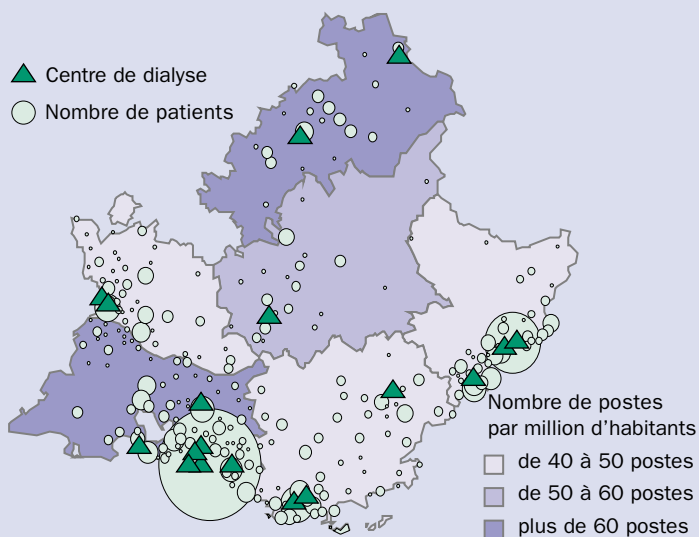 Centre de dialyse
Nombre de patients
Nombre de postes
par million d’habitants
de 40 à 50 postes
de 50 à 60 postes
plus de 60 postes